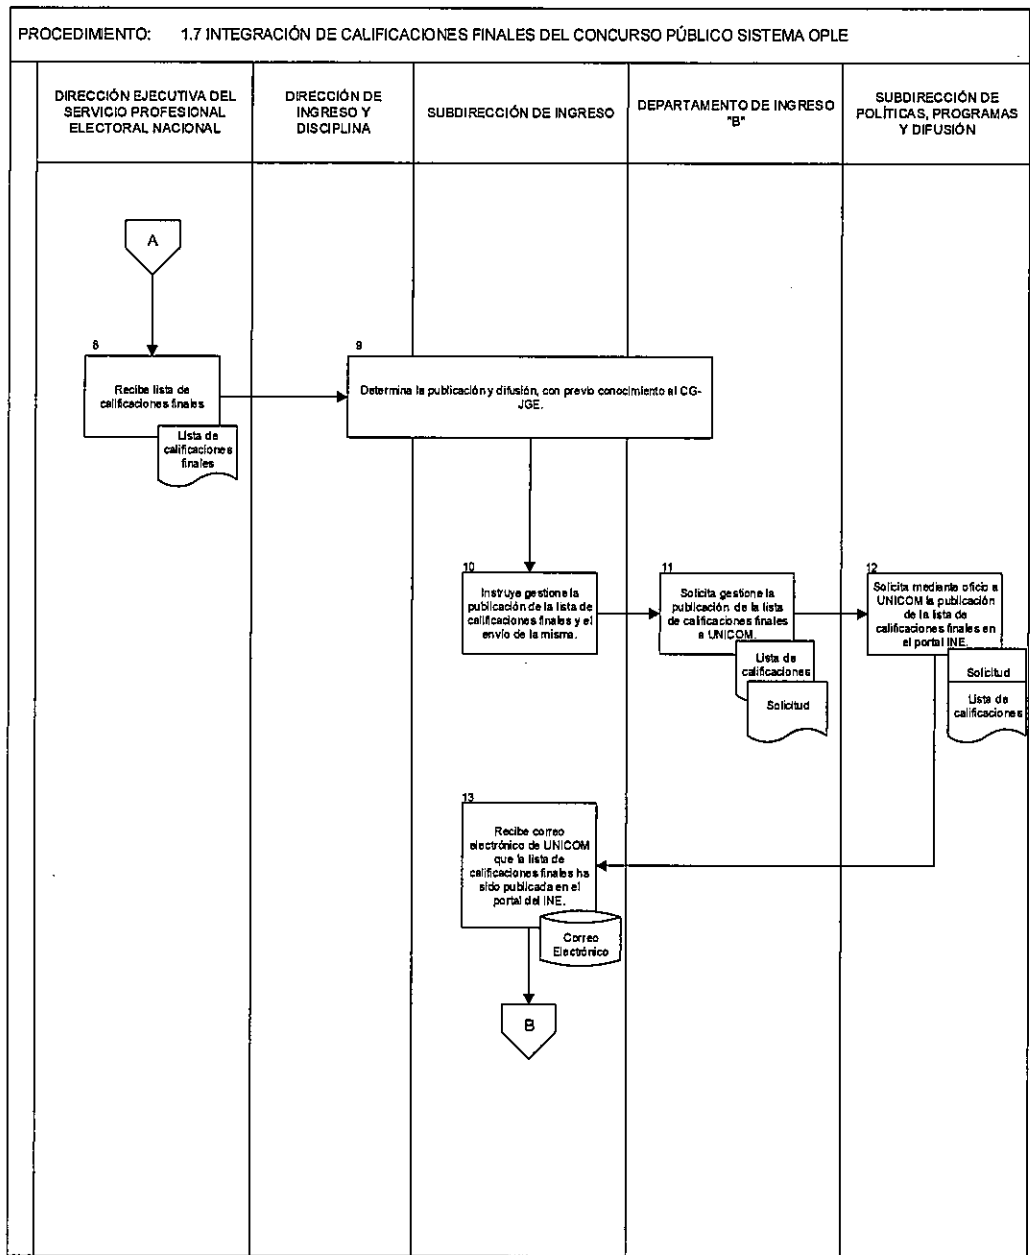 PROCEDIMIENTO: 1.7 INTEGRACIÓN DE CALIFICACIONES FINALES DEL CONCURSO PÚBLICO SISTEMA OPLE
DIRECCIÓN EJECUTIVA DEL
SERVICIO PROFESIONAL
ELECTORAL NACIONAL
DIRECCIÓN DE
INGRESO Y
DISCIPLINA
SUBDIRECCIÓN DE INGRESO
DEPARTAMENTO DE INGRESO
"B"
SUBDIRECCIÓN DE
POLÍTICAS, PROGRAMAS
Y DIFUSIÓN
A
8
Recibe lista de
calificaciones finales
Lista de
calificaciones
finales
9
Determina la publicación y difusión, con previo conocimiento al CG-
JGE.
10
Instruye gestione la
publicación de la lista de
calificaciones finales y el
envío de la misma.
11
Solicita gestione la
publicación de la lista
de calificaciones finales
a UNICOM.
Lista de
calificaciones
Solicitud
12
Solicita mediante oficio a
UNICOM la publicación
de la lista de
calificaciones finales en
el portal INE.
Solicitud
Lista de
calificaciones
13
Recibe correo
electrónico de UNICOM
que la lista de
calificaciones finales ha
sido publicada en el
portal del INE.
Correo
Electrónico
B